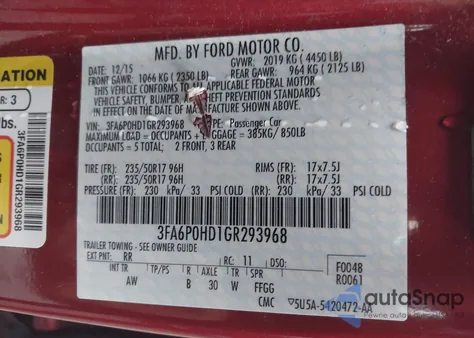 MFD. BY FORD MOTOR CO.
DATE: 12/15
GVWR: 2019 KG ( 4450 LB)
FRONT GAWR: 1066 KG ( 2350 LB)
REAR GAWR: 964 KG ( 2125 LB)
THIS VEHICLE CONFORMS TO ALL APPLICABLE FEDERAL MOTOR
VEHICLE SAFETY, BUMPER, AND THEFT PREVENTION STANDARDS
IN EFFECT ON THE DATE OF MANUFACTURE SHOWN ABOVE.
VIN: 3FA6P0HD1GR293968
TYPE: Passenger Car
MAXIMUM LOAD = OCCUPANTS + LUGGAGE = 385KG/ 850LB
OCCUPANTS = 5 TOTAL: 2 FRONT, 3 REAR
TIRE (F): 235/50R17 96H
RIMS (F): 17x7.5J
(R): 235/50R17 96H
(R): 17x7.5J
PRESSURE (F): 230 kPa/ 33 PSI COLD (R): 230 kPa/ 33 PSI COLD
3FA6P0HD1GR293968
TRAILER TOWING - SEE OWNER GUIDE
EXT PNT: RR RC: 11 DSO: F0048
INT TR TP/PS R AXLE TR SPR R0061
AW B 30 W FFGG
CMC ▽5U5A-5420472-AA
ATION
R: 3
lbs.
3FA6P0HD1GR293968
autoSnap